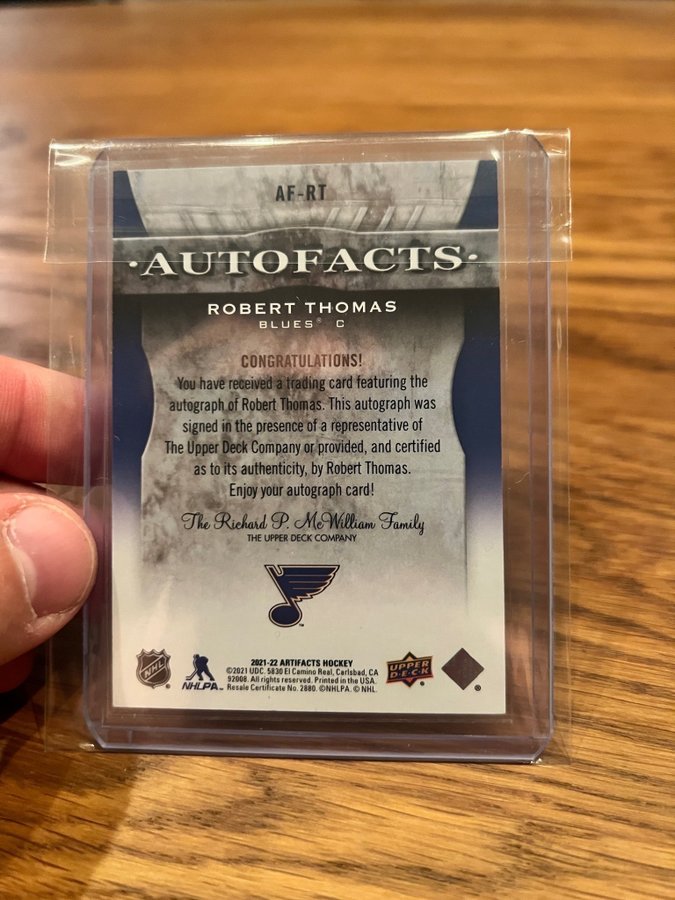 AF-RT
·AUTOFACTS·
ROBERT THOMAS
BLUES® C
CONGRATULATIONS!
You have received a trading card featuring the
autograph of Robert Thomas. This autograph was
signed in the presence of a representative of
The Upper Deck Company or provided, and certified
as to its authenticity, by Robert Thomas.
Enjoy your autograph card!
The Richard P. McWilliam Family
THE UPPER DECK COMPANY
™
NHL
NHLPA™
2021-22 ARTIFACTS HOCKEY
©2021 UDC. 5830 El Camino Real, Carlsbad, CA
92008. All rights reserved. Printed in the USA.
Resale Certificate No. 2880. ©NHLPA. © NHL.
UPPER
D·E·C·K
®